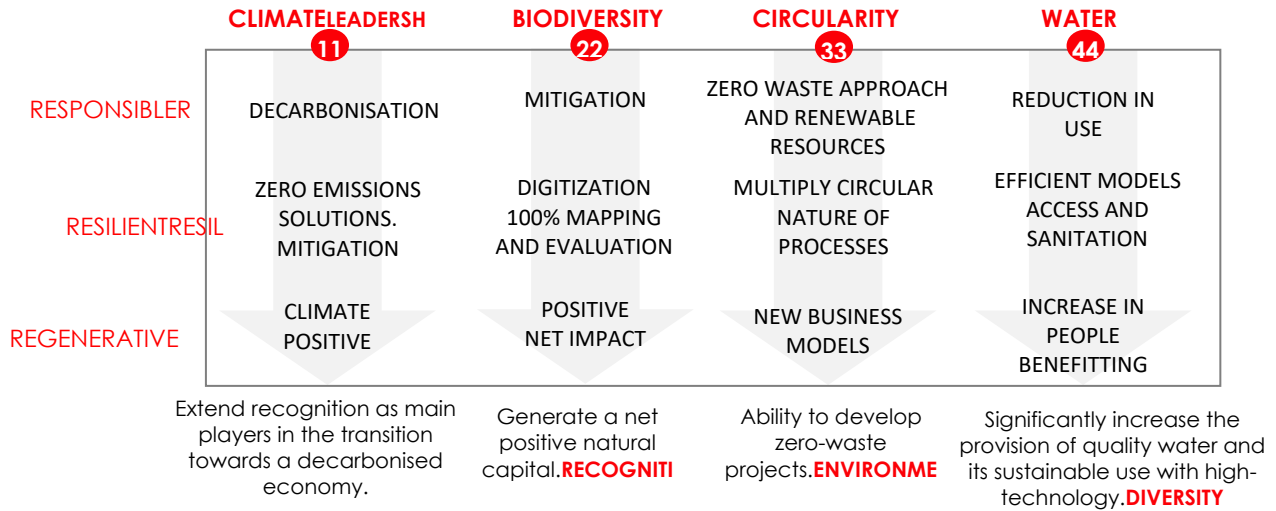 CLIMATELEADERSH
BIODIVERSITY
CIRCULARITY
WATER
11
22
33
44
RESPONSIBLER
DECARBONISATION
MITIGATION
ZERO WASTE APPROACH
AND RENEWABLE
RESOURCES
REDUCTION IN
USE
RESILIENTRESIL
ZERO EMISSIONS
SOLUTIONS.
MITIGATION
DIGITIZATION
100% MAPPING
AND EVALUATION
MULTIPLY CIRCULAR
NATURE OF
PROCESSES
EFFICIENT MODELS
ACCESS AND
SANITATION
REGENERATIVE
CLIMATE
POSITIVE
POSITIVE
NET IMPACT
NEW BUSINESS
MODELS
INCREASE IN
PEOPLE
BENEFITTING
Extend recognition as main
players in the transition
towards a decarbonised
economy.
Generate a net
positive natural
capital.RECOGNITI
Ability to develop
zero-waste
projects.ENVIRONME
Significantly increase the
provision of quality water and
its sustainable use with high-
technology.DIVERSITY